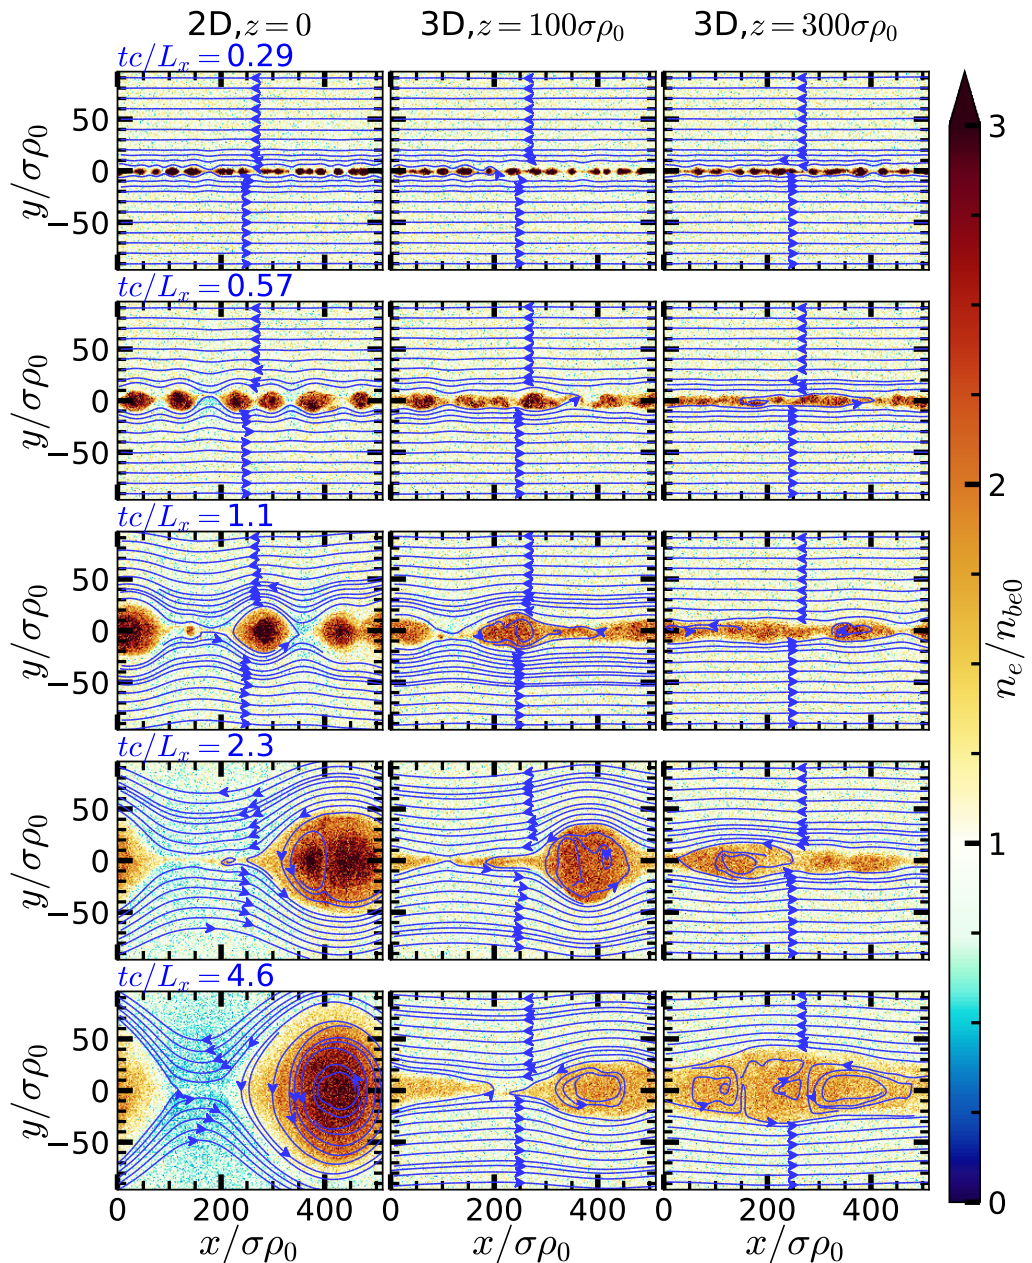 2D, z = 0 3D, z = 100σρ₀ 3D, z = 300σρ₀
tc/Lₓ = 0.29
50
0
−50
y/σρ₀
tc/Lₓ = 0.57
50
0
−50
y/σρ₀
tc/Lₓ = 1.1
50
0
−50
y/σρ₀
tc/Lₓ = 2.3
50
0
−50
y/σρ₀
tc/Lₓ = 4.6
50
0
−50
y/σρ₀
0 200 400 0 200 400 0 200 400
x/σρ₀ x/σρ₀ x/σρ₀
3
2
1
0
nₑ/n_{be0}